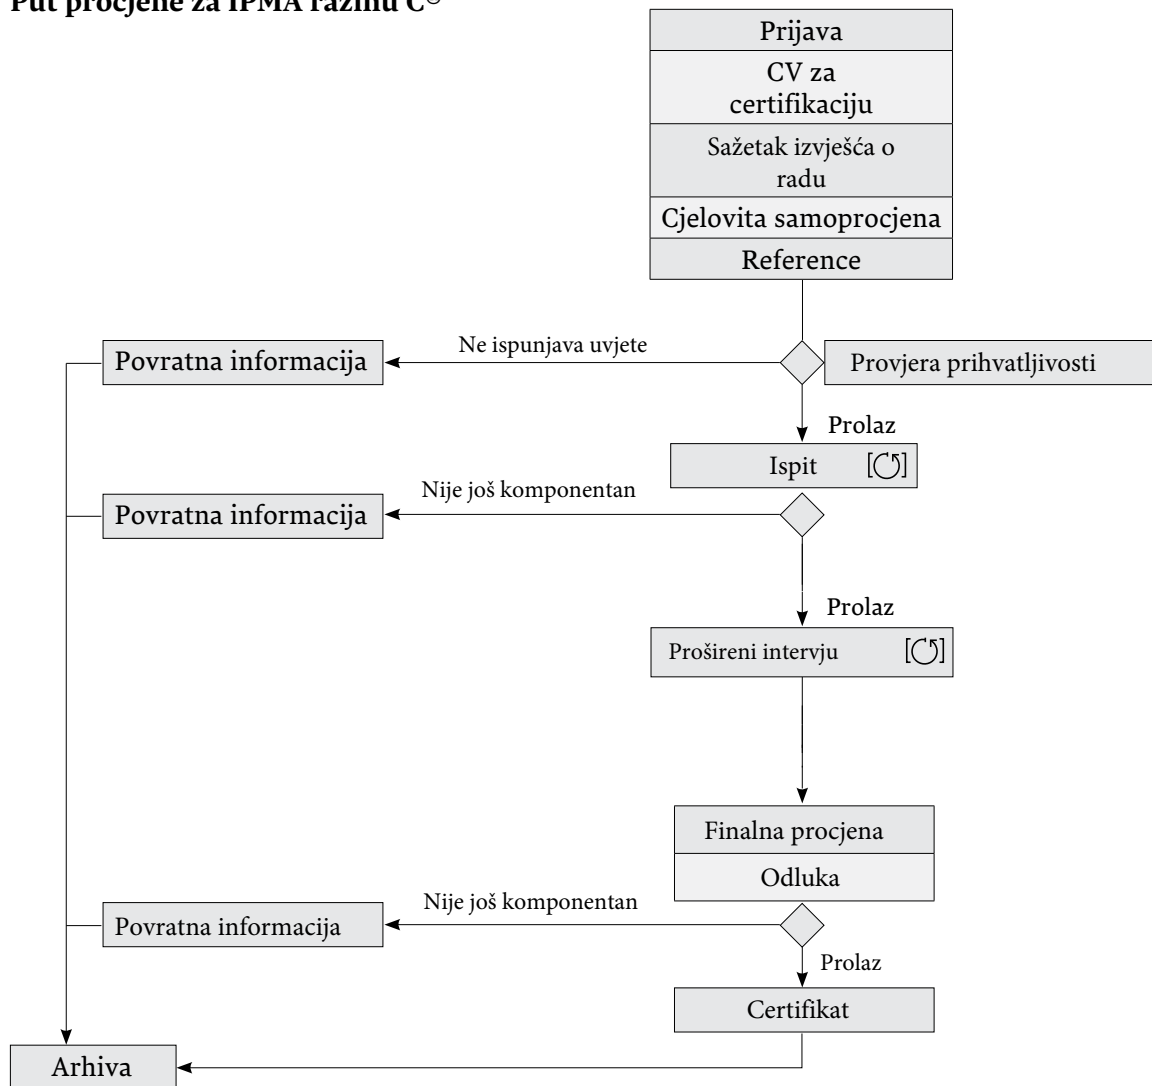 Put procjene za IPMA razinu C®
Prijava
CV za
certifikaciju
Sažetak izvješća o
radu
Cjelovita samoprocjena
Reference
Ne ispunjava uvjete
Povratna informacija
Provjera prihvatljivosti
Prolaz
Ispit
Nije još komponentan
Povratna informacija
Prolaz
Prošireni intervju
Finalna procjena
Odluka
Nije još komponentan
Povratna informacija
Prolaz
Certifikat
Arhiva